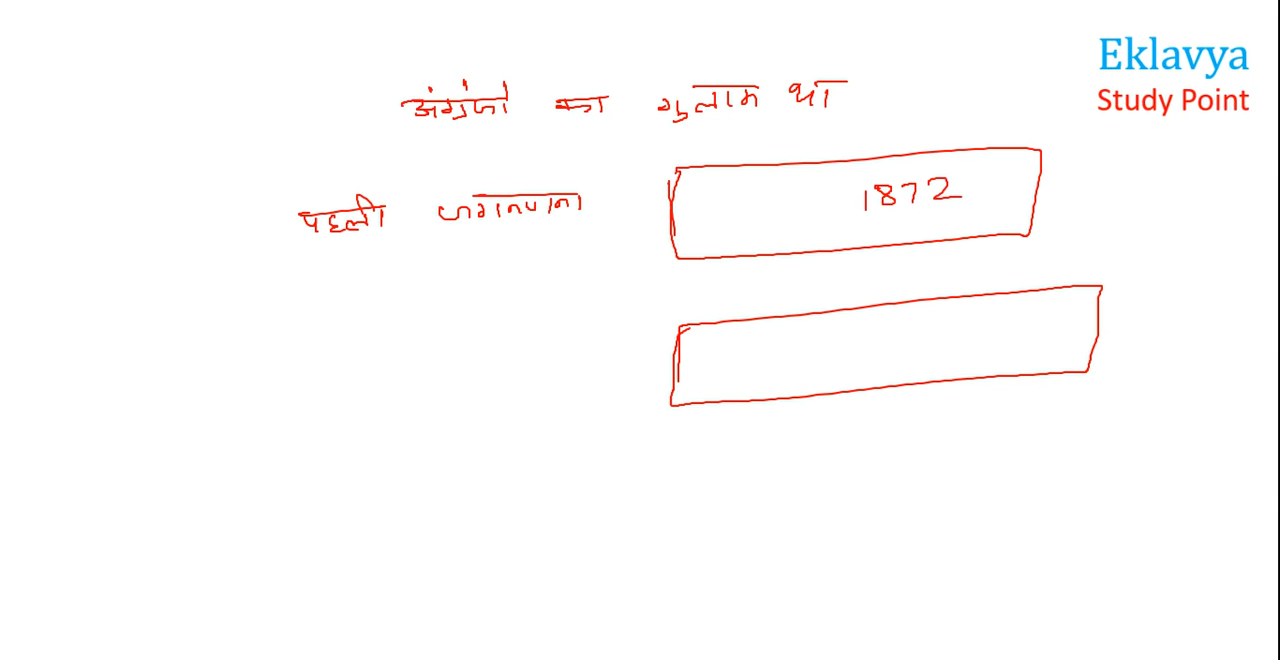 Eklavya
Study Point
अंग्रेजों का गुलाम था
पहली जनगणना 1872